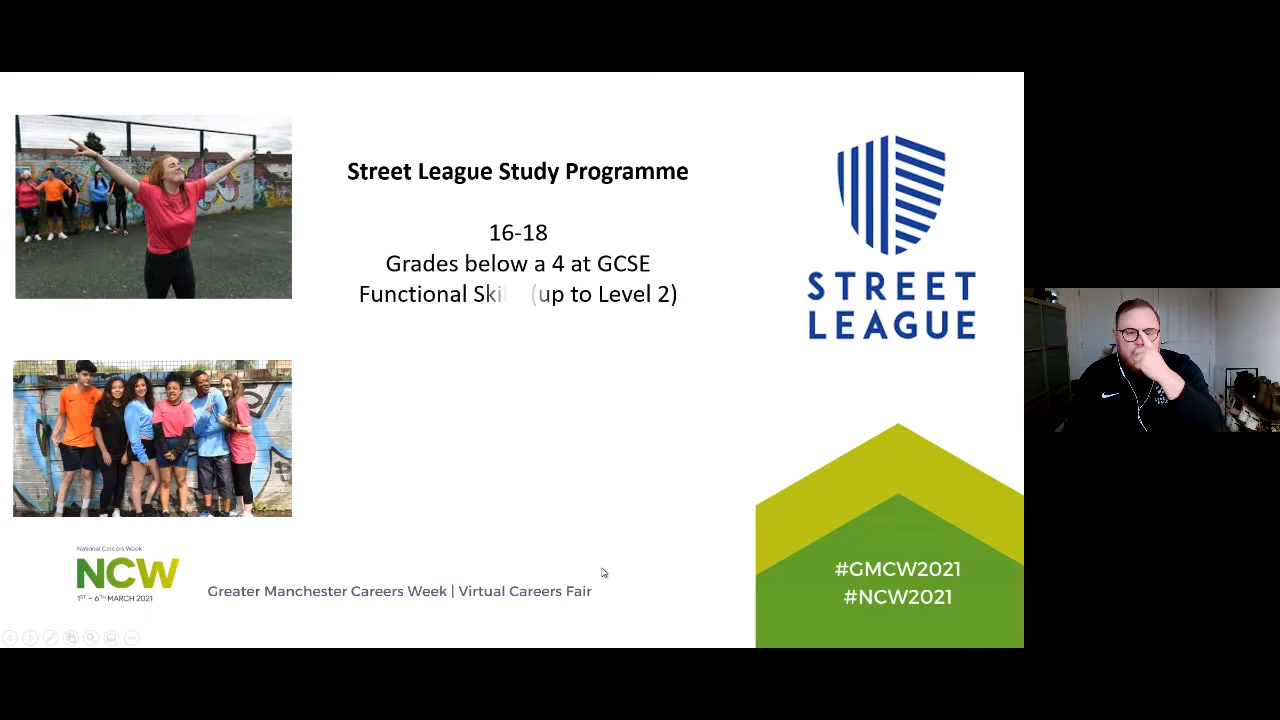 Street League Study Programme
16-18
Grades below a 4 at GCSE
Functional Ski (up to Level 2)
STREET
LEAGUE
National Careers Week
NCW
1ST – 6TH MARCH 2021
Greater Manchester Careers Week | Virtual Careers Fair
#GMCW2021
#NCW2021